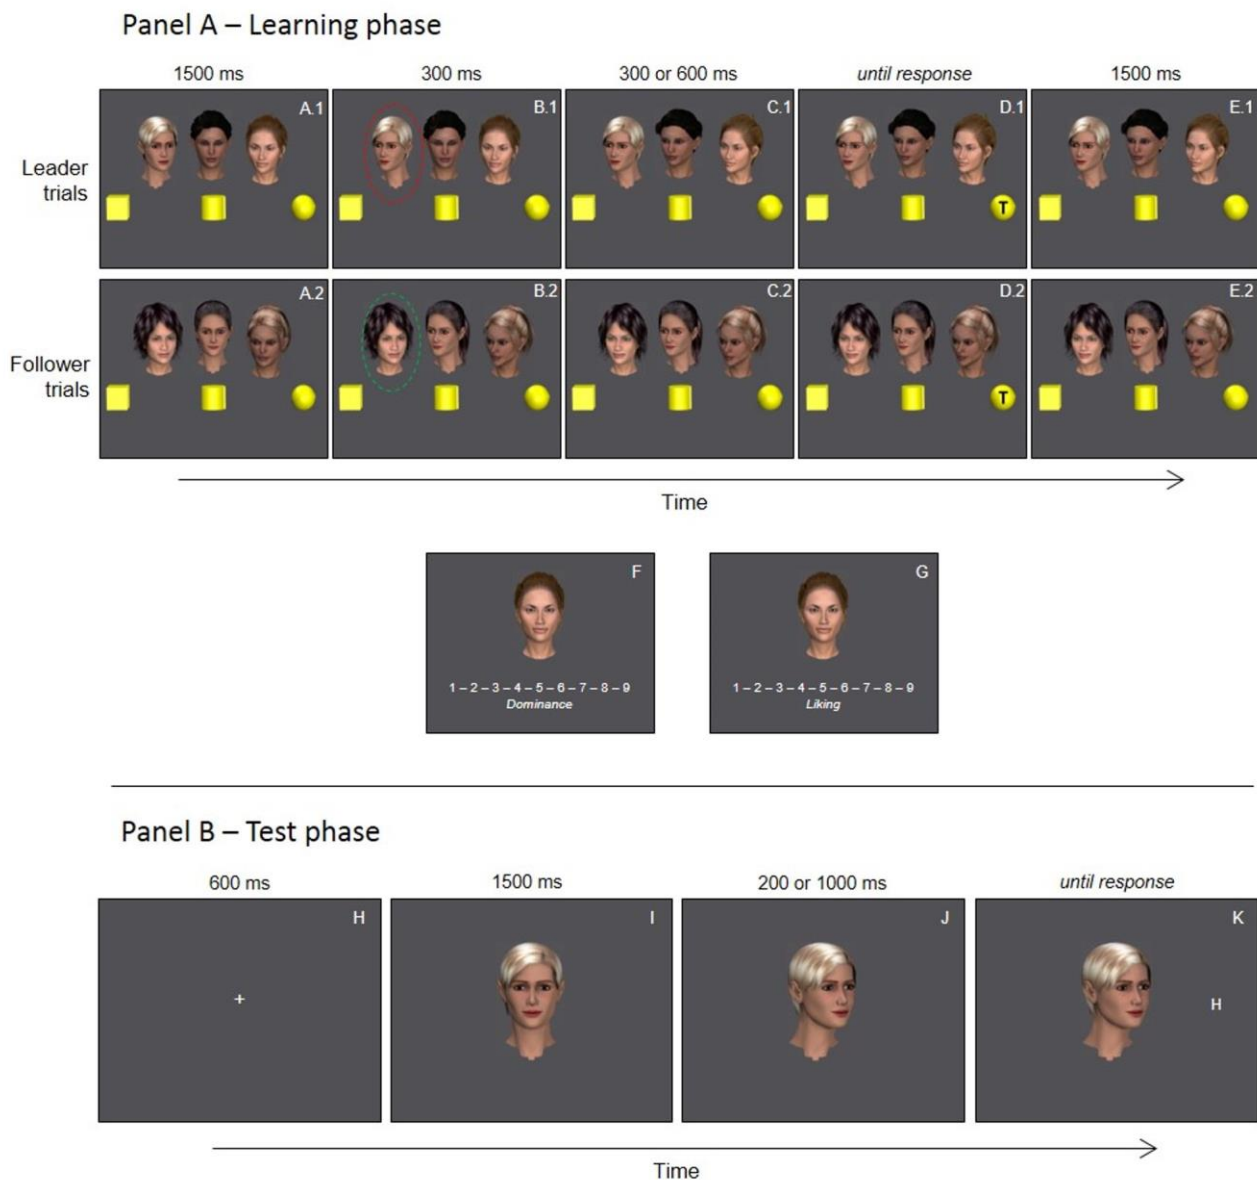 Panel A – Learning phase
1500 ms 300 ms 300 or 600 ms until response 1500 ms
Leader trials
A.1 B.1 C.1 D.1 E.1
T
Follower trials
A.2 B.2 C.2 D.2 E.2
T
Time
F G
1 – 2 – 3 – 4 – 5 – 6 – 7 – 8 – 9 1 – 2 – 3 – 4 – 5 – 6 – 7 – 8 – 9
Dominance Liking
Panel B – Test phase
600 ms 1500 ms 200 or 1000 ms until response
H I J K
+ H
Time